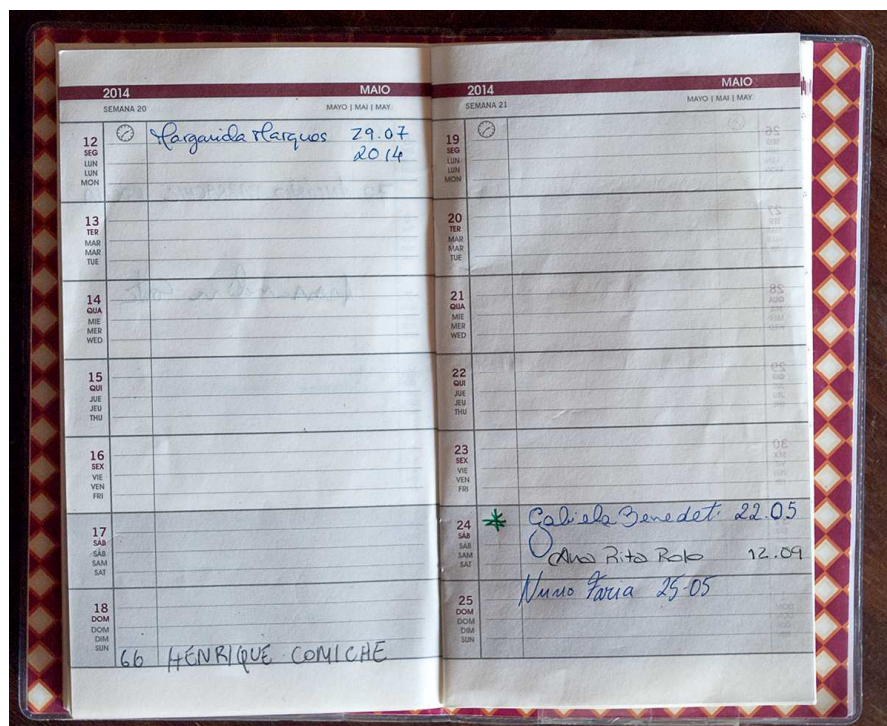 2014 MAIO
SEMANA 20 MAYO | MAI | MAY
12 Margarida Marques 29.07
SEG 2014
LUN
LUN
MON
13
TER
MAR
MAR
TUE
14
QUA
MIE
MER
WED
15
QUI
JUE
JEU
THU
16
SEX
VIE
VEN
FRI
17
SÁB
SÁB
SAM
SAT
18
DOM
DOM
DIM
SUN
66 HENRIQUE COMICHE
2014 MAIO
SEMANA 21 MAYO | MAI | MAY
19
SEG
LUN
LUN
MON
20
TER
MAR
MAR
TUE
21
QUA
MIE
MER
WED
22
QUI
JUE
JEU
THU
23
SEX
VIE
VEN
FRI
24 Gabriela Benedeti 22.05
SÁB
SÁB
SAM
SAT
Ana Rita Rolo 12.09
Nuno Faria 25-05
25
DOM
DOM
DIM
SUN